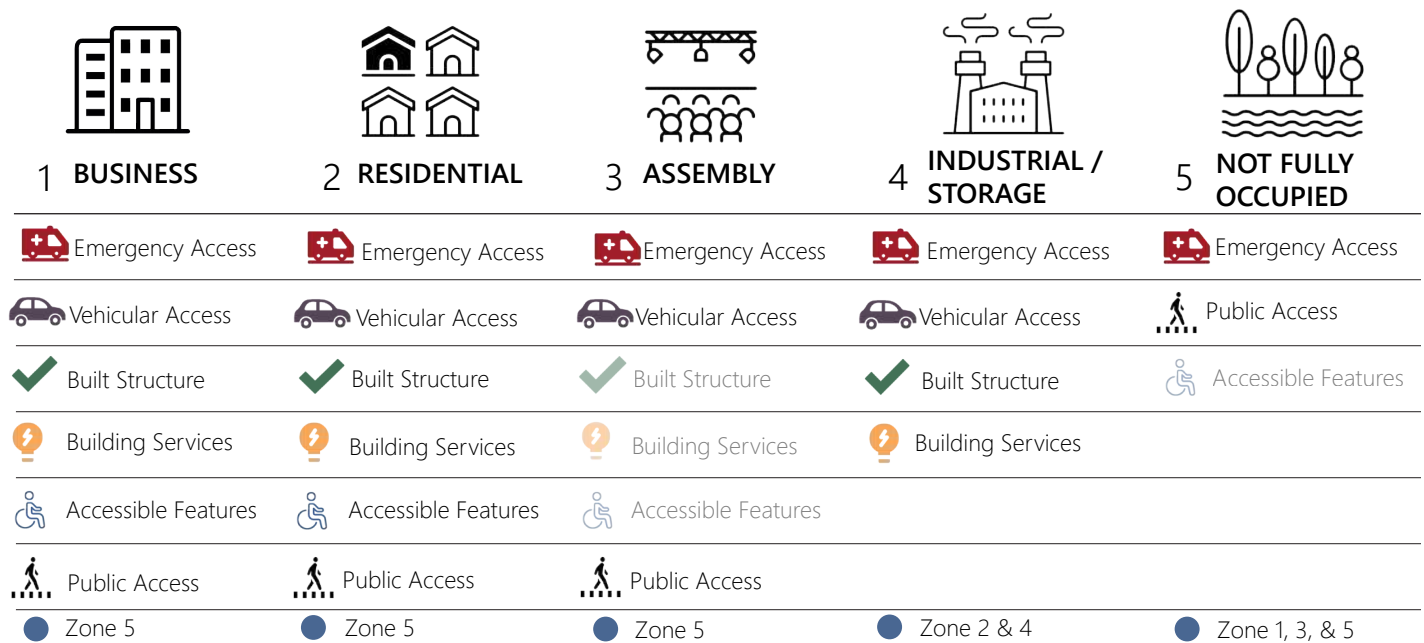 1 BUSINESS
2 RESIDENTIAL
3 ASSEMBLY
4 INDUSTRIAL /
STORAGE
5 NOT FULLY
OCCUPIED
Emergency Access
Emergency Access
Emergency Access
Emergency Access
Emergency Access
Vehicular Access
Vehicular Access
Vehicular Access
Vehicular Access
Public Access
Built Structure
Built Structure
Built Structure
Built Structure
Accessible Features
Building Services
Building Services
Building Services
Building Services
Accessible Features
Accessible Features
Accessible Features
Public Access
Public Access
Public Access
Zone 5
Zone 5
Zone 5
Zone 2 & 4
Zone 1, 3, & 5